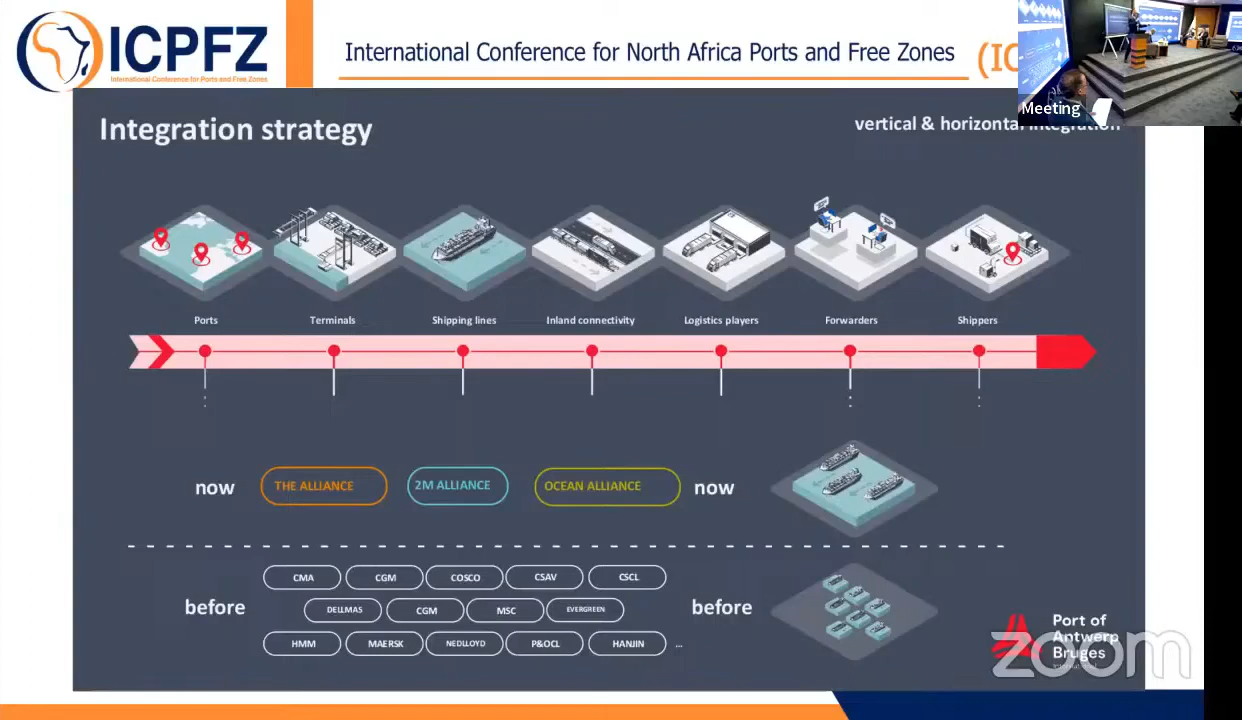 ICPFZ
International Conference for Ports and Free Zones
International Conference for North Africa Ports and Free Zones
(IC
Meeting
Integration strategy
vertical & horizontal integration
Ports
Terminals
Shipping lines
Inland connectivity
Logistics players
Forwarders
Shippers
now
THE ALLIANCE
2M ALLIANCE
OCEAN ALLIANCE
now
before
CMA
CGM
COSCO
CSAV
CSCL
before
DELLMAS
CGM
MSC
EVERGREEN
HMM
MAERSK
NEDLLOYD
P&OCL
HANJIN
...
Port of
Antwerp
Bruges
International
zoom